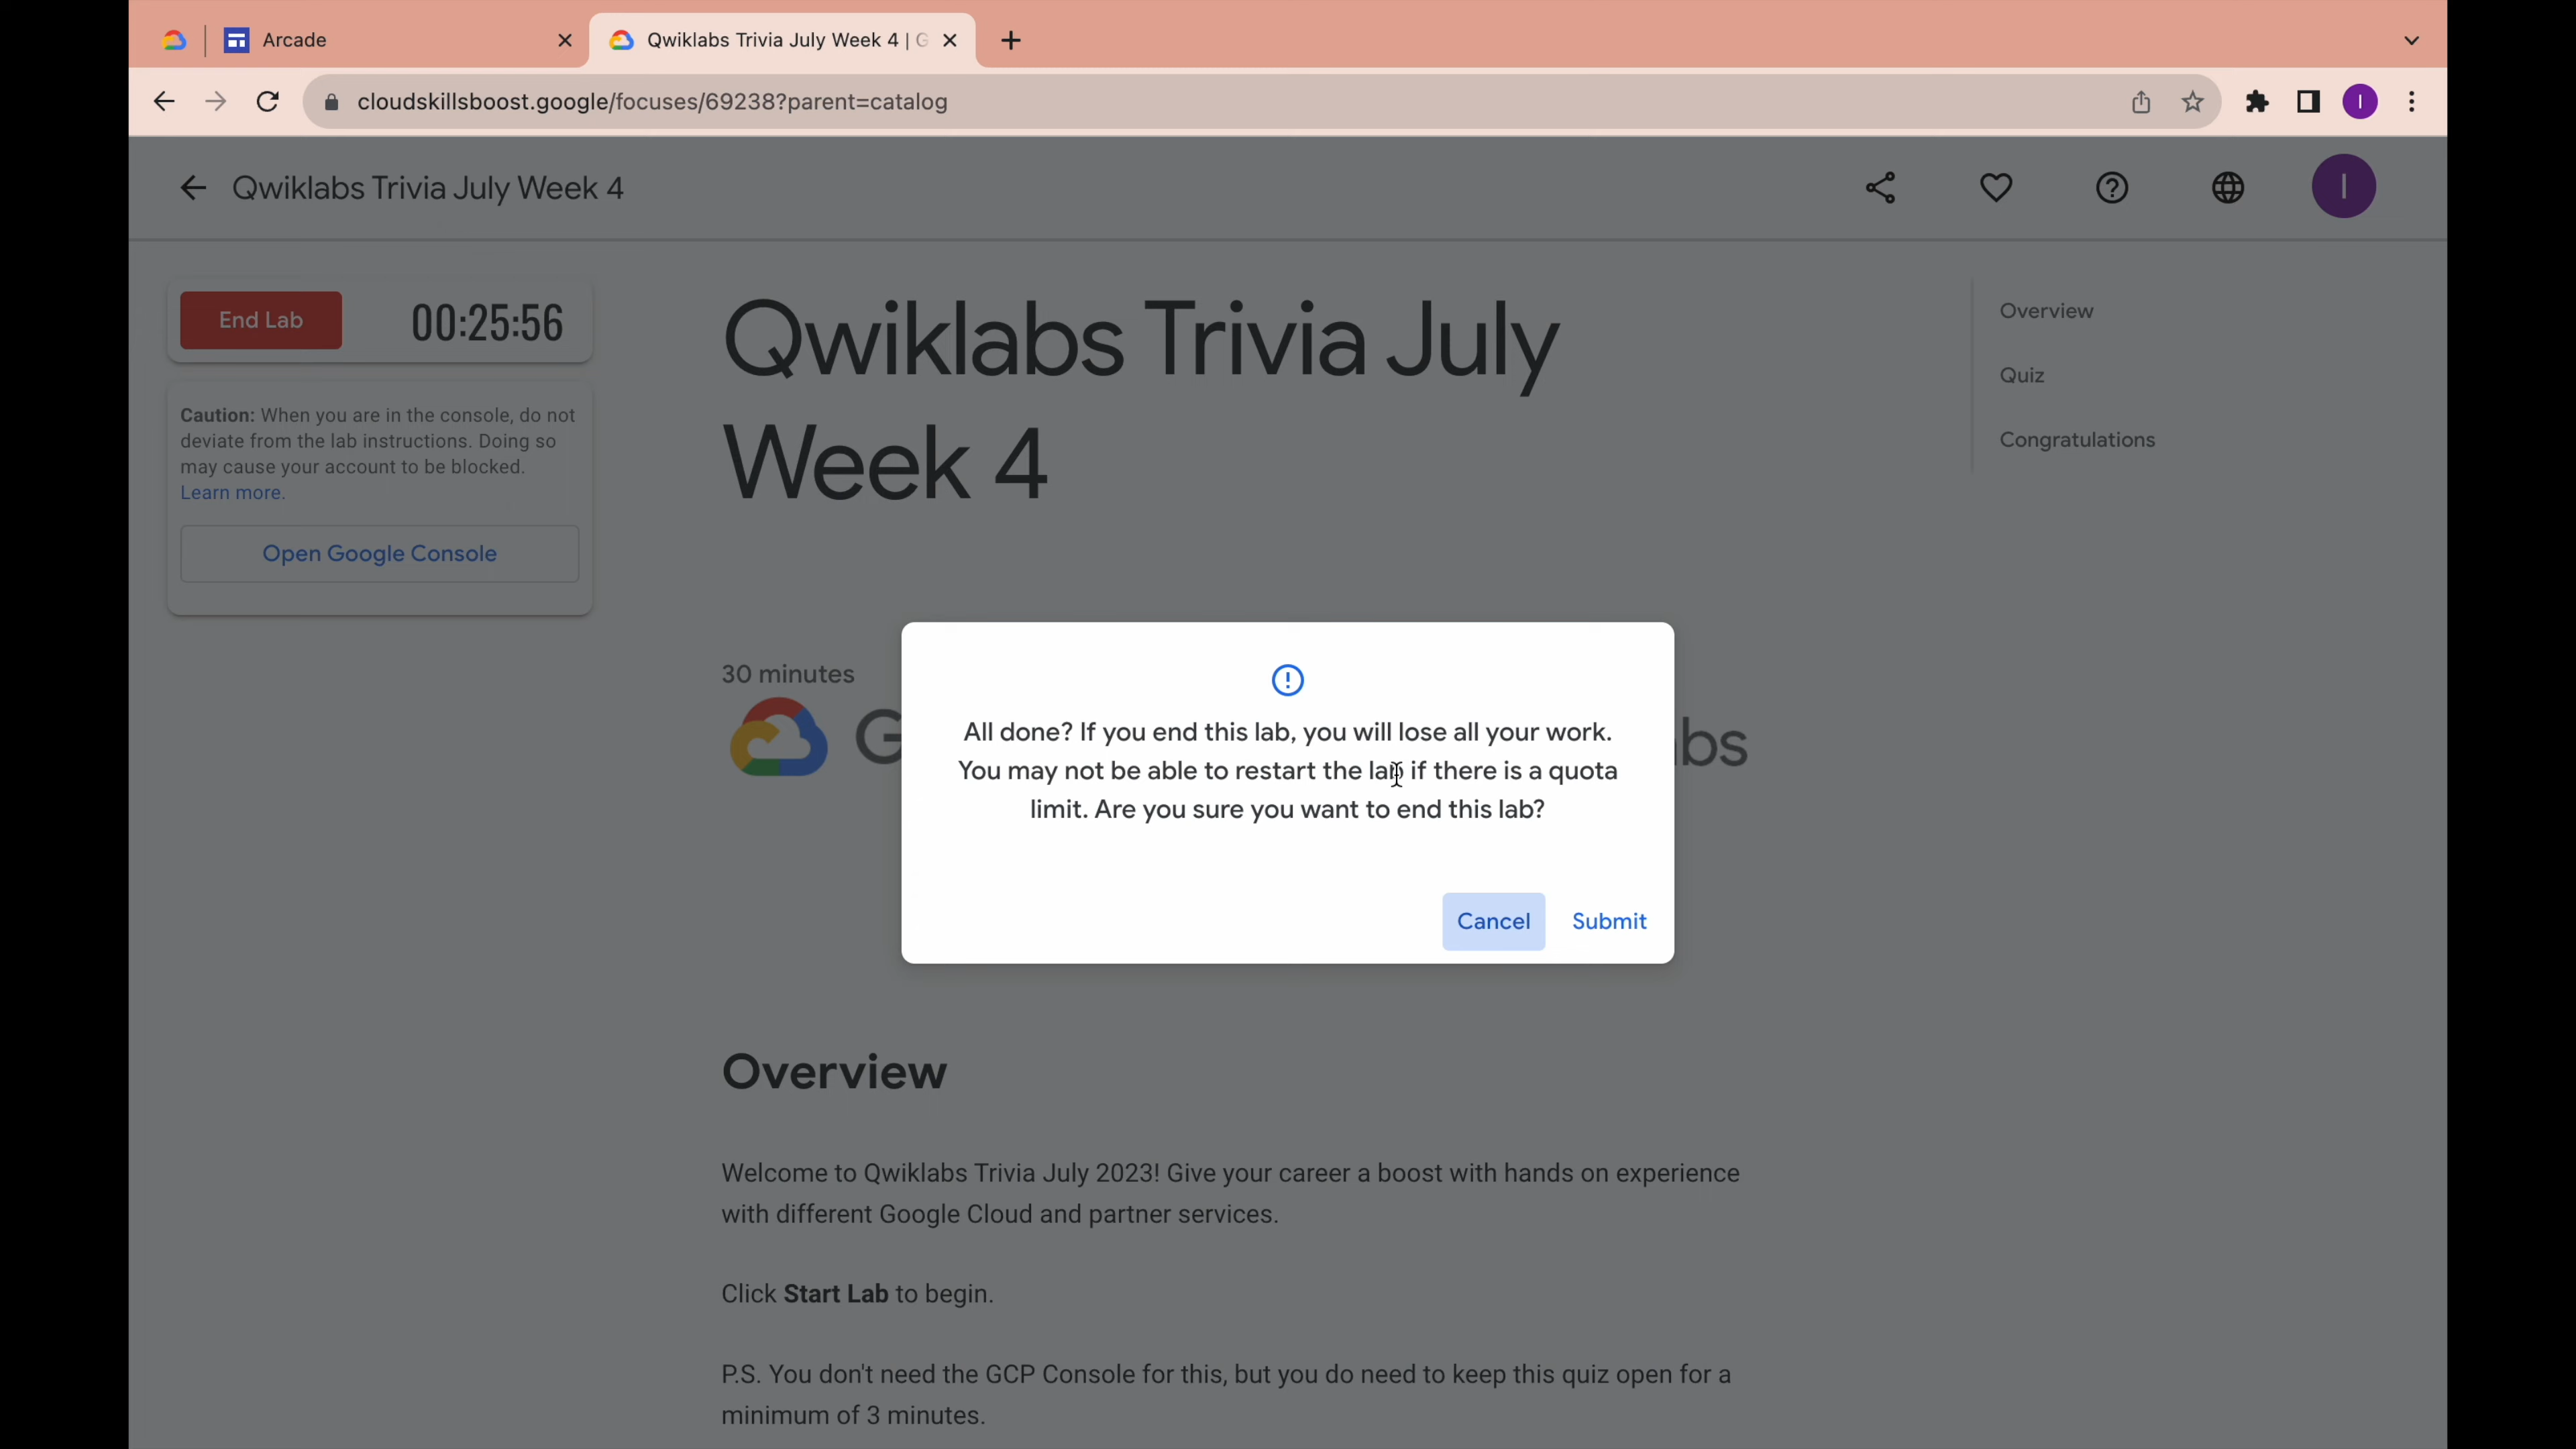 Arcade
Qwiklabs Trivia July Week 4 | G
cloudskillsboost.google/focuses/69238?parent=catalog
I
Qwiklabs Trivia July Week 4
I
End Lab
00:25:56
Caution: When you are in the console, do not
deviate from the lab instructions. Doing so
may cause your account to be blocked.
Learn more.
Open Google Console
Qwiklabs Trivia July
Week 4
Overview
Quiz
Congratulations
30 minutes
All done? If you end this lab, you will lose all your work.
You may not be able to restart the lab if there is a quota
limit. Are you sure you want to end this lab?
Cancel
Submit
Overview
Welcome to Qwiklabs Trivia July 2023! Give your career a boost with hands on experience
with different Google Cloud and partner services.
Click Start Lab to begin.
P.S. You don't need the GCP Console for this, but you do need to keep this quiz open for a
minimum of 3 minutes.